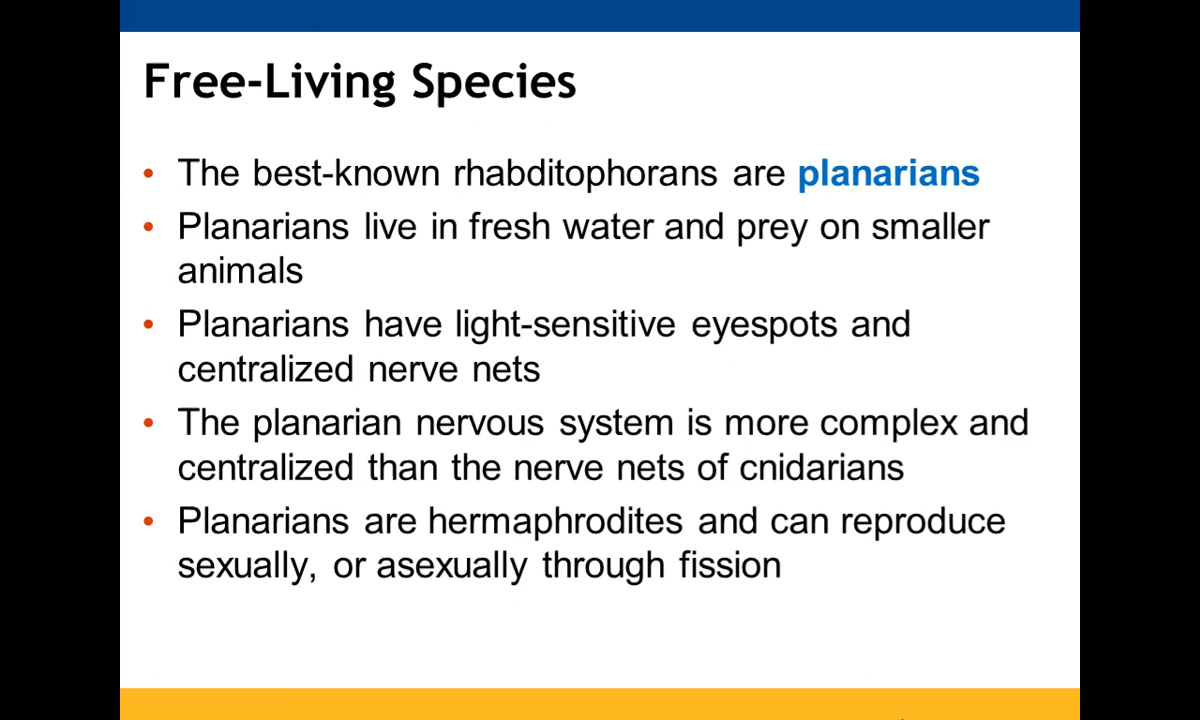 Free-Living Species
• The best-known rhabditophorans are planarians
• Planarians live in fresh water and prey on smaller
animals
• Planarians have light-sensitive eyespots and
centralized nerve nets
• The planarian nervous system is more complex and
centralized than the nerve nets of cnidarians
• Planarians are hermaphrodites and can reproduce
sexually, or asexually through fission